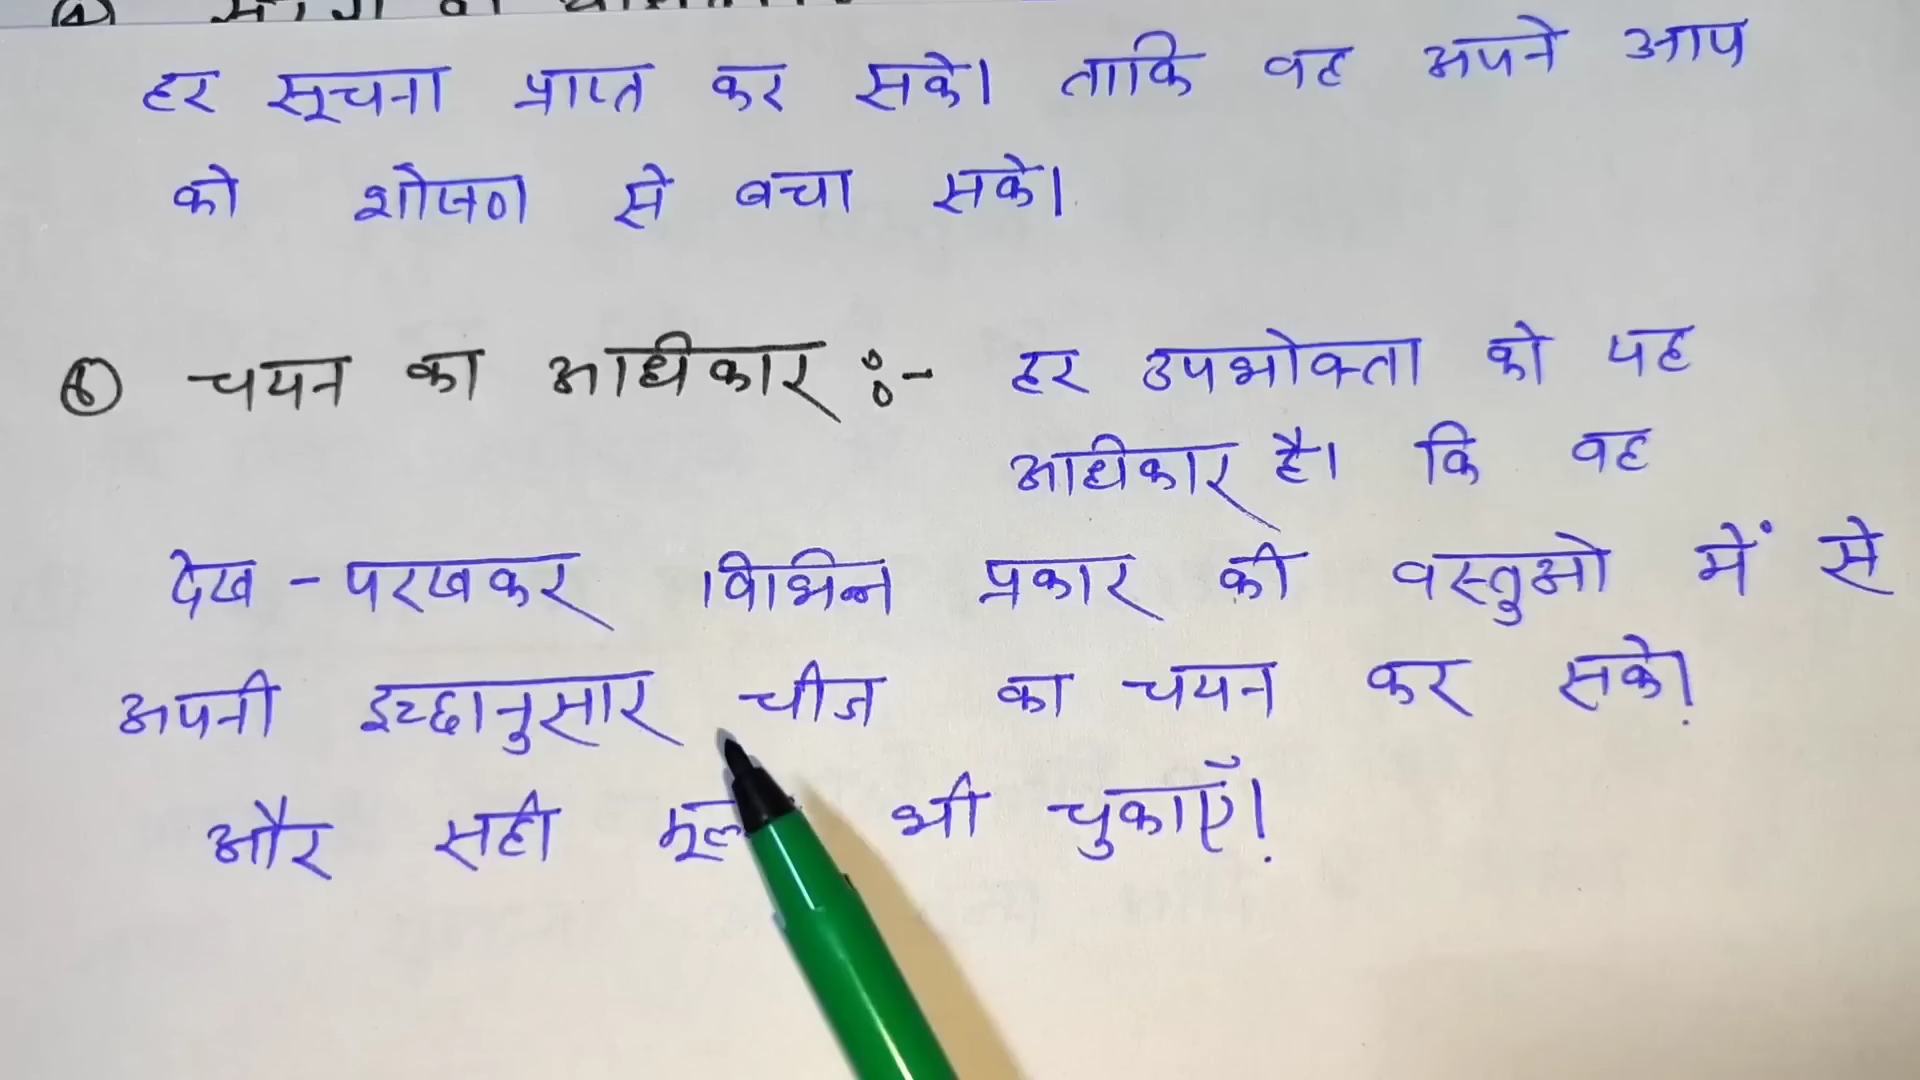 हर सूचना प्राप्त कर सके। ताकि वह अपने आप
को शोषण से बचा सके।
⑥ चयन का अधिकार :- हर उपभोक्ता को यह
अधिकार है। कि वह
देख - परखकर विभिन्न प्रकार की वस्तुओ में से
अपनी इच्छानुसार चीज का चयन कर सके।
और सही भी चुकाएँ।